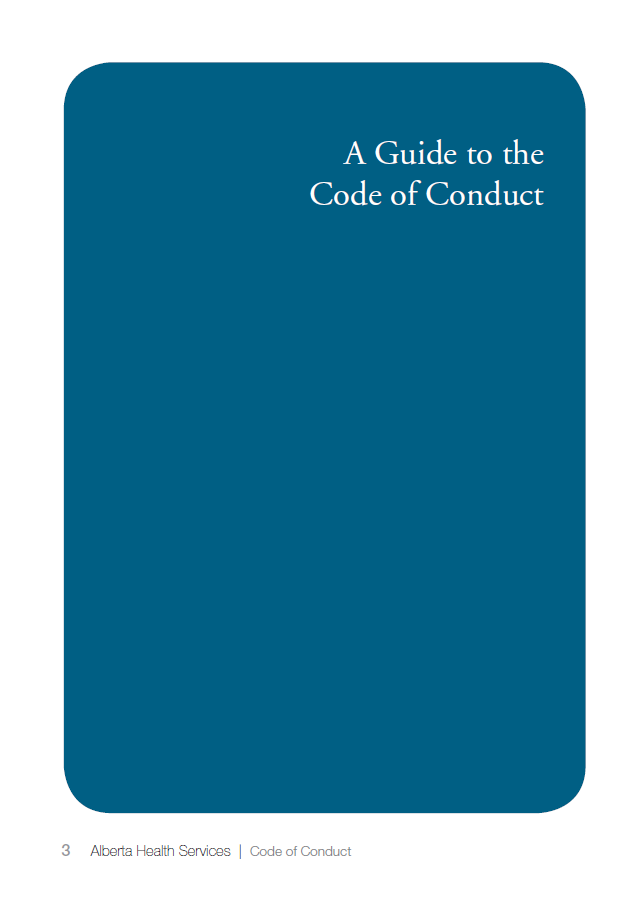 A Guide to the
Code of Conduct
3 Alberta Health Services | Code of Conduct